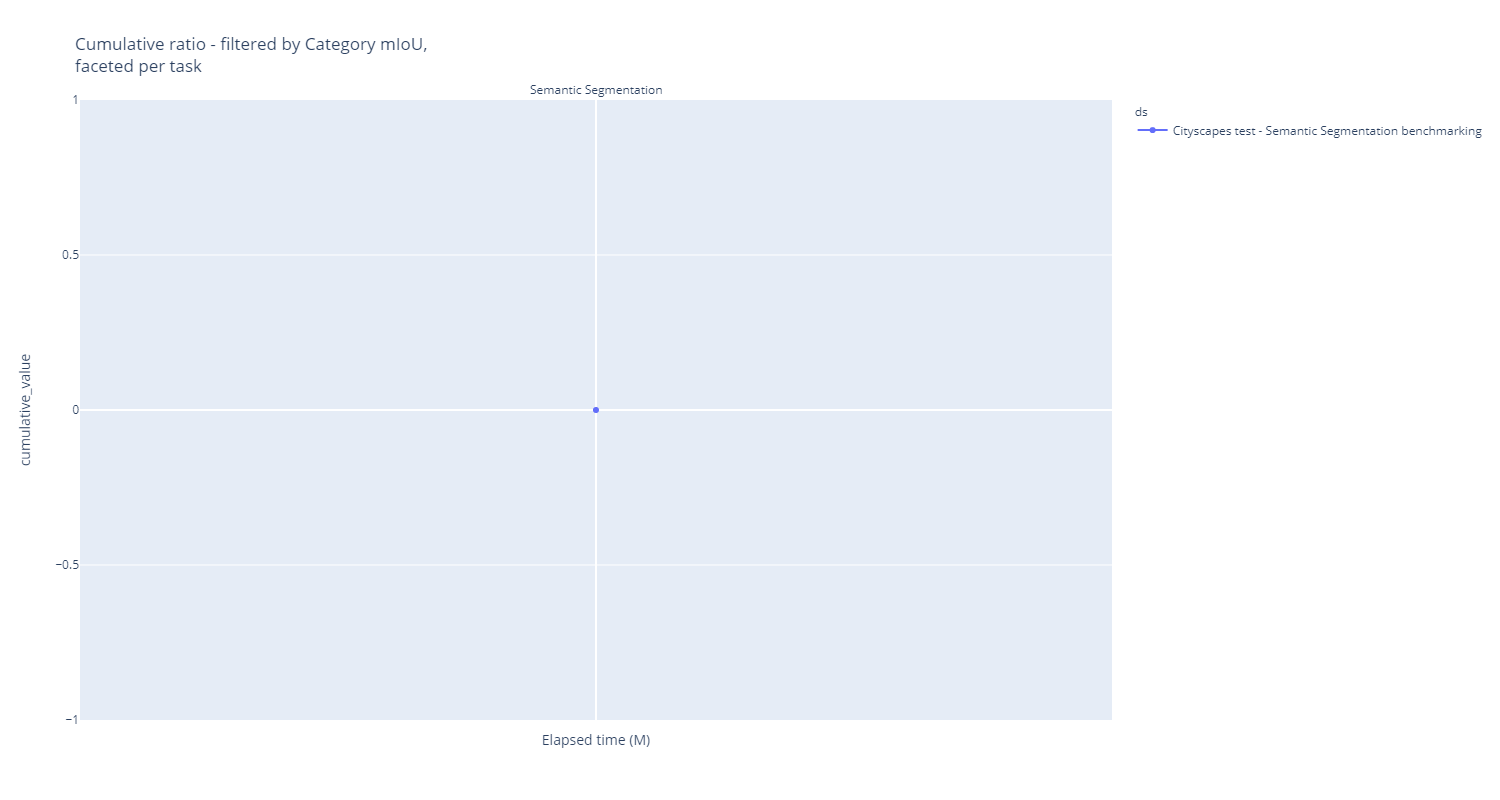 Cumulative ratio - filtered by Category mIoU,
faceted per task
Semantic Segmentation
1
0.5
0
−0.5
−1
cumulative_value
Elapsed time (M)
ds
Cityscapes test - Semantic Segmentation benchmarking